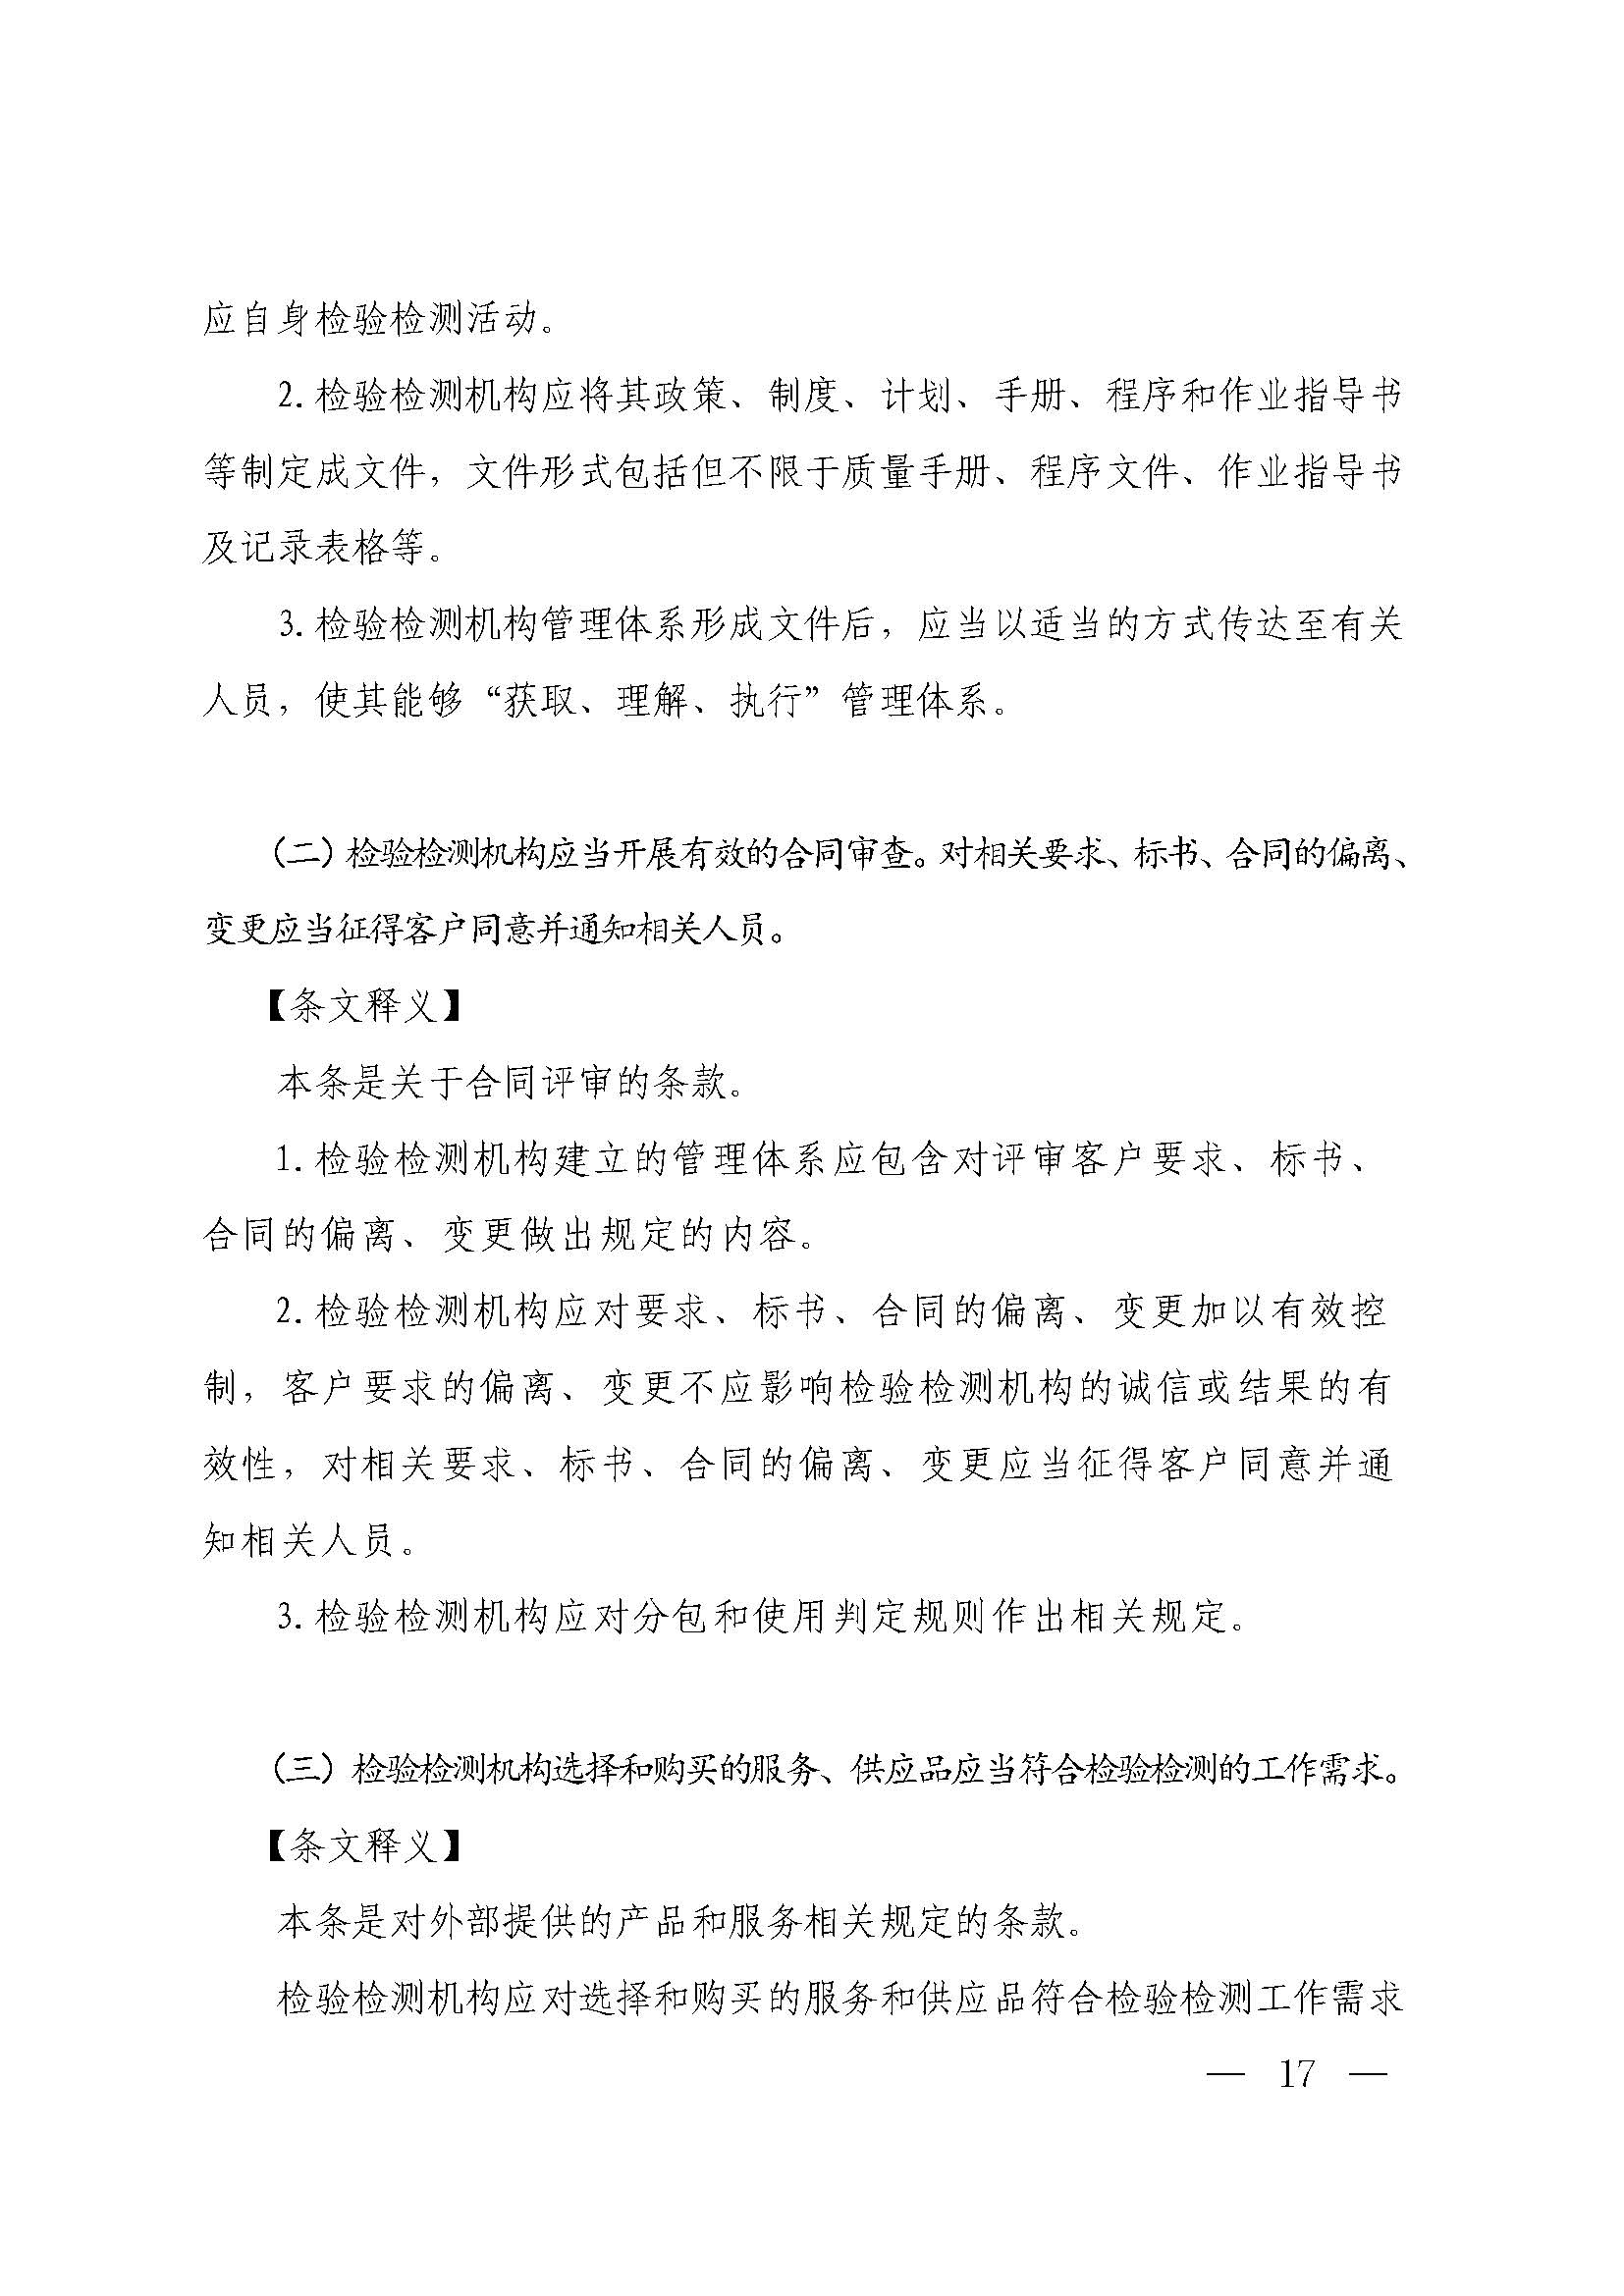 应自身检验检测活动。
2.检验检测机构应将其政策、制度、计划、手册、程序和作业指导书
等制定成文件，文件形式包括但不限于质量手册、程序文件、作业指导书
及记录表格等。
3.检验检测机构管理体系形成文件后，应当以适当的方式传达至有关
人员，使其能够“获取、理解、执行”管理体系。
（二）检验检测机构应当开展有效的合同审查。对相关要求、标书、合同的偏离、
变更应当征得客户同意并通知相关人员。
【条文释义】
本条是关于合同评审的条款。
1.检验检测机构建立的管理体系应包含对评审客户要求、标书、
合同的偏离、变更做出规定的内容。
2.检验检测机构应对要求、标书、合同的偏离、变更加以有效控
制，客户要求的偏离、变更不应影响检验检测机构的诚信或结果的有
效性，对相关要求、标书、合同的偏离、变更应当征得客户同意并通
知相关人员。
3.检验检测机构应对分包和使用判定规则作出相关规定。
（三）检验检测机构选择和购买的服务、供应品应当符合检验检测的工作需求。
【条文释义】
本条是对外部提供的产品和服务相关规定的条款。
检验检测机构应对选择和购买的服务和供应品符合检验检测工作需求
— 17 —